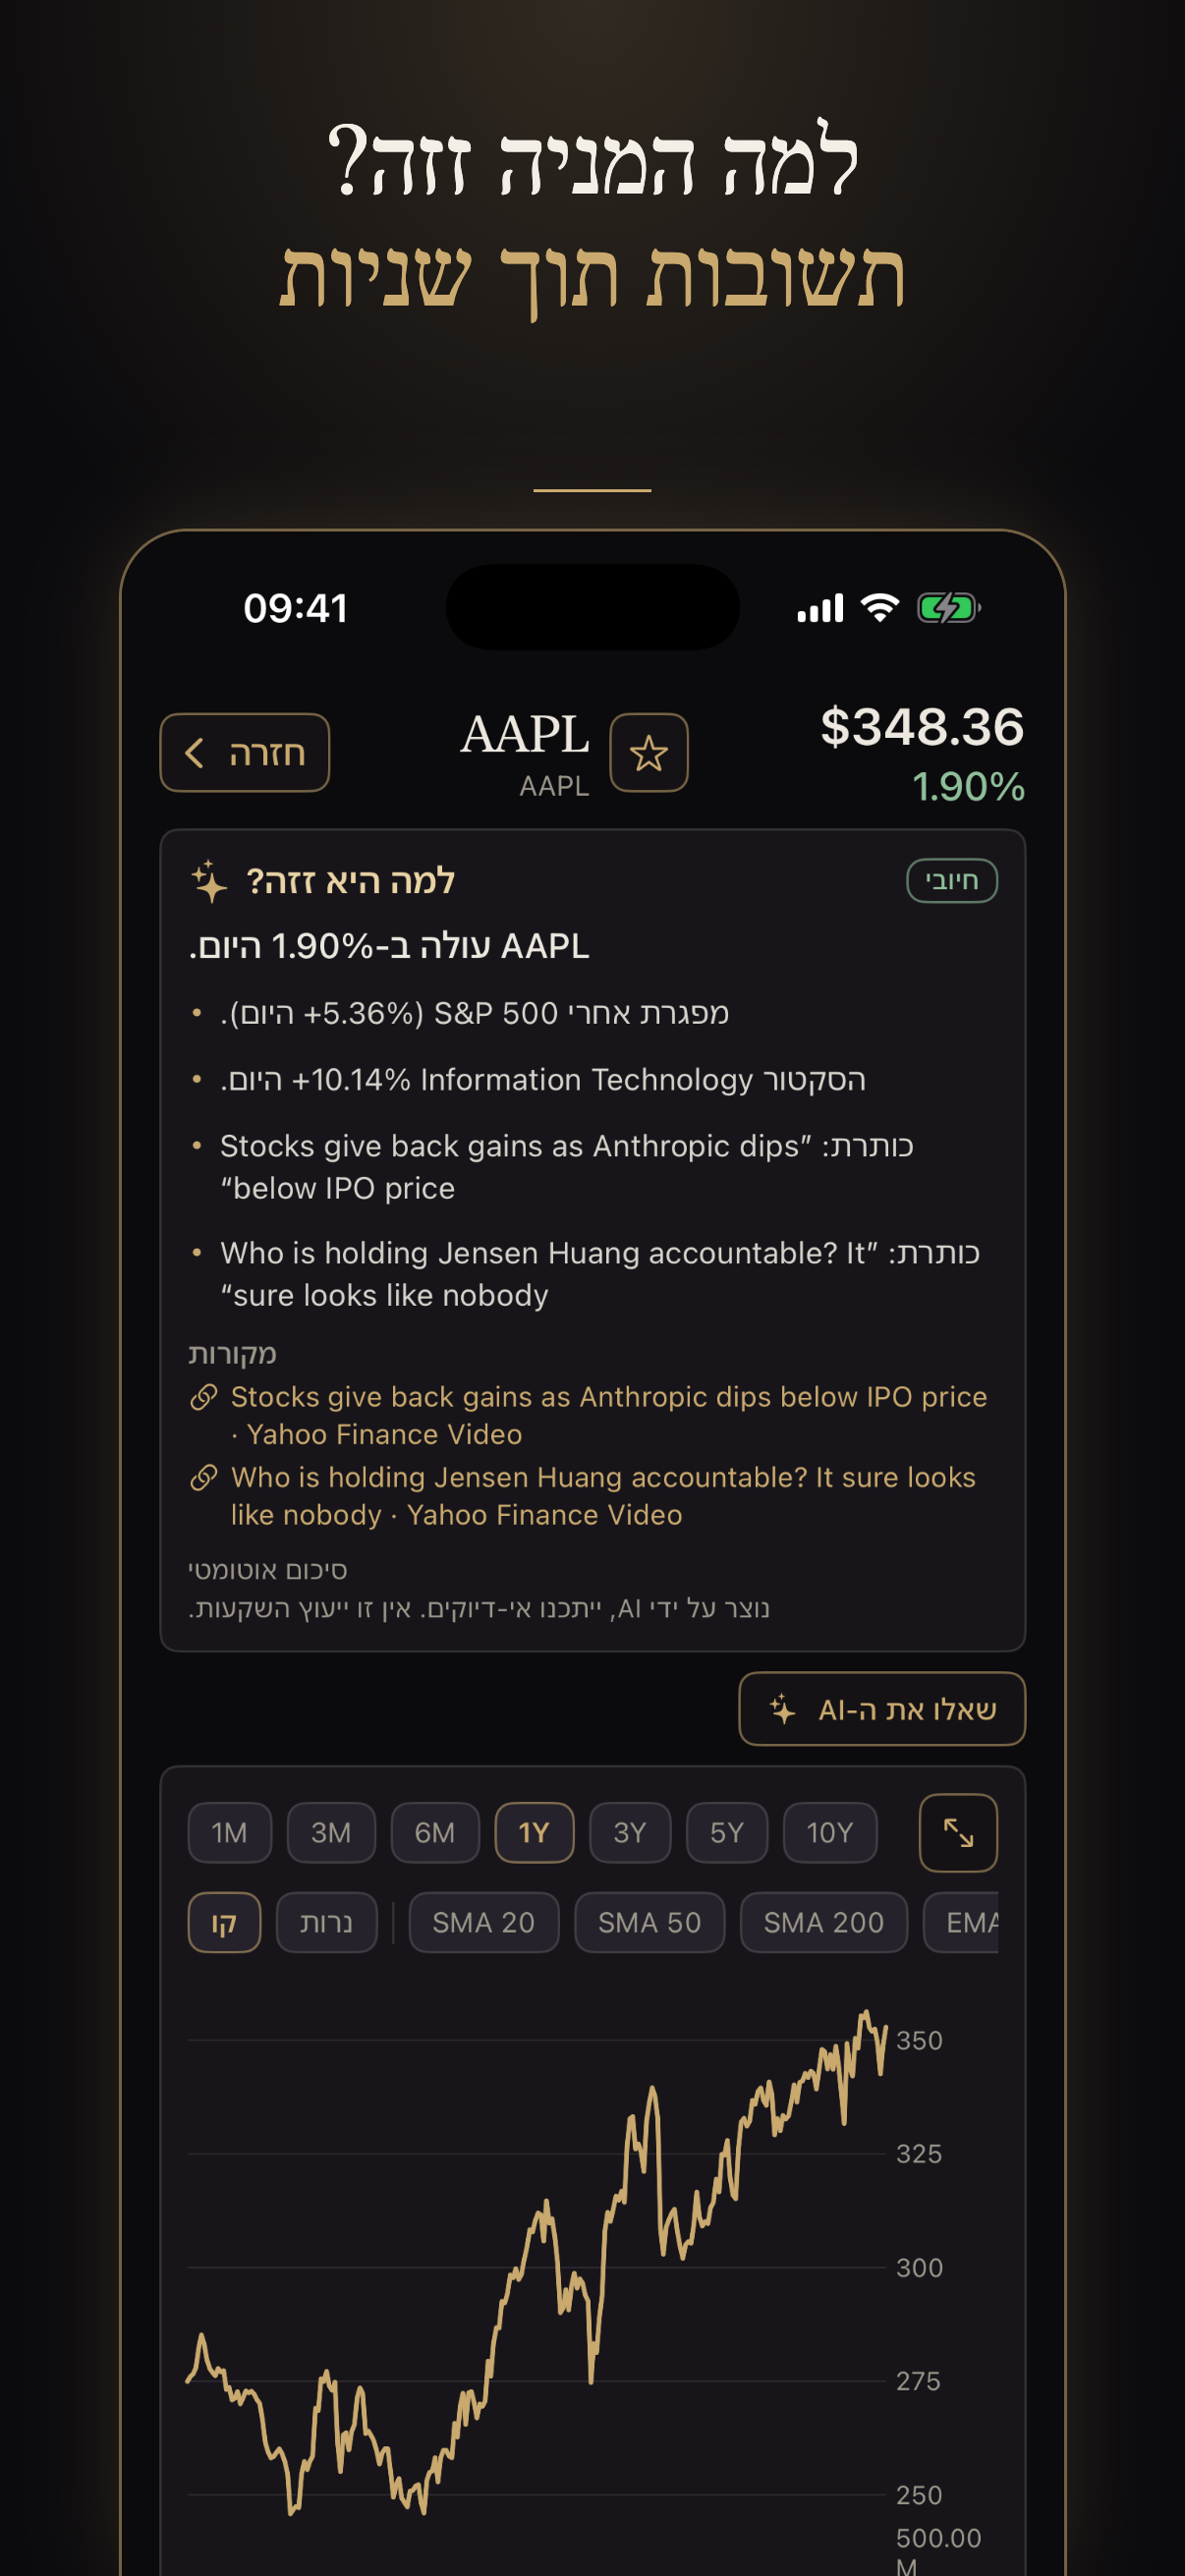 למה המניה זזה?
תשובות תוך שניות
09:41
חזרה
AAPL
AAPL
$348.36
1.90%
למה היא זזה?
חיובי
AAPL עולה ב-1.90% היום.
• מפגרת אחרי S&P 500 (+5.36% היום).
• הסקטור Information Technology +10.14% היום.
• כותרת: ”Stocks give back gains as Anthropic dips
below IPO price“
• כותרת: ”Who is holding Jensen Huang accountable? It
sure looks like nobody“
מקורות
Stocks give back gains as Anthropic dips below IPO price
· Yahoo Finance Video
Who is holding Jensen Huang accountable? It sure looks
like nobody · Yahoo Finance Video
סיכום אוטומטי
נוצר על ידי AI, ייתכנו אי-דיוקים. אין זו ייעוץ השקעות.
שאלו את ה-AI
1M 3M 6M 1Y 3Y 5Y 10Y
קו נרות SMA 20 SMA 50 SMA 200 EMA
350
325
300
275
250
500.00
M